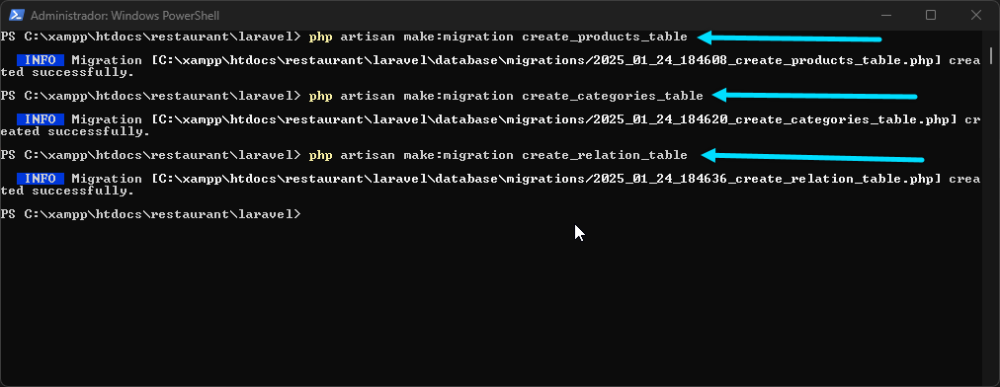 Administrador: Windows PowerShell
PS C:\xampp\htdocs\restaurant\laravel> php artisan make:migration create_products_table
INFO Migration [C:\xampp\htdocs\restaurant\laravel\database\migrations/2025_01_24_184608_create_products_table.php] crea
ted successfully.
PS C:\xampp\htdocs\restaurant\laravel> php artisan make:migration create_categories_table
INFO Migration [C:\xampp\htdocs\restaurant\laravel\database\migrations/2025_01_24_184620_create_categories_table.php] cr
eated successfully.
PS C:\xampp\htdocs\restaurant\laravel> php artisan make:migration create_relation_table
INFO Migration [C:\xampp\htdocs\restaurant\laravel\database\migrations/2025_01_24_184636_create_relation_table.php] crea
ted successfully.
PS C:\xampp\htdocs\restaurant\laravel>